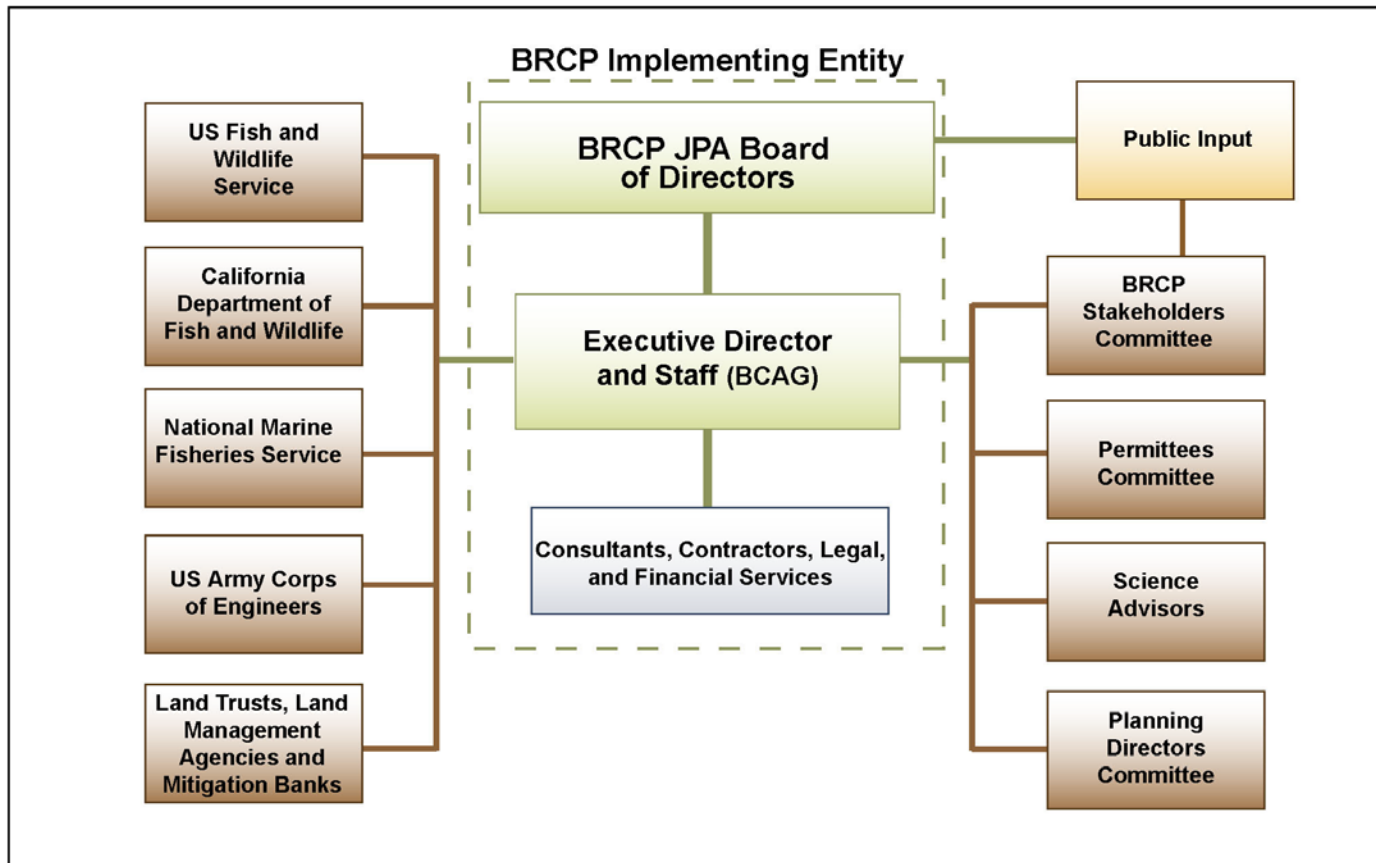 BRCP Implementing Entity
US Fish and
Wildlife
Service
California
Department of
Fish and Wildlife
National Marine
Fisheries Service
US Army Corps
of Engineers
Land Trusts, Land
Management
Agencies and
Mitigation Banks
BRCP JPA Board
of Directors
Executive Director
and Staff (BCAG)
Consultants, Contractors, Legal,
and Financial Services
Public Input
BRCP
Stakeholders
Committee
Permittees
Committee
Science
Advisors
Planning
Directors
Committee